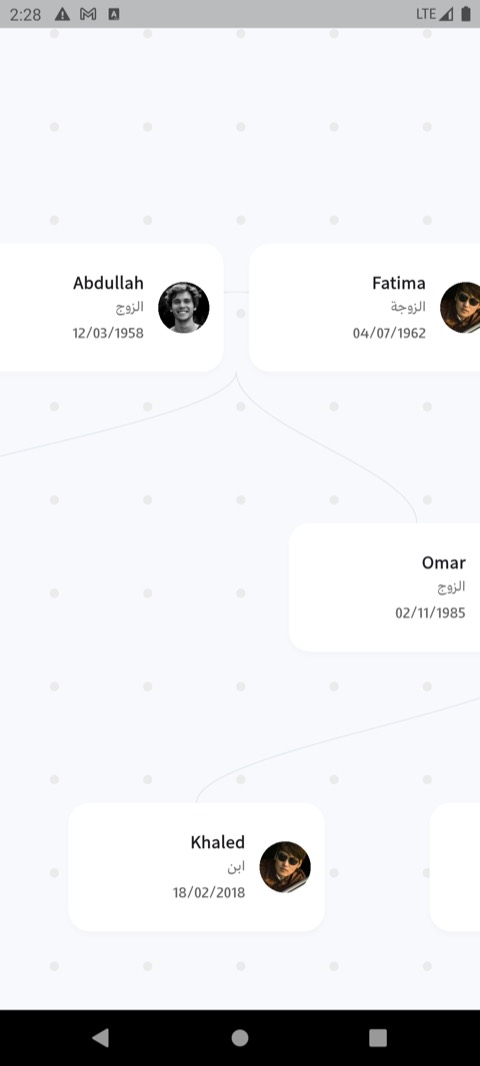 2:28
LTE
Abdullah
الزوج
12/03/1958
Fatima
الزوجة
04/07/1962
Omar
الزوج
02/11/1985
Khaled
ابن
18/02/2018